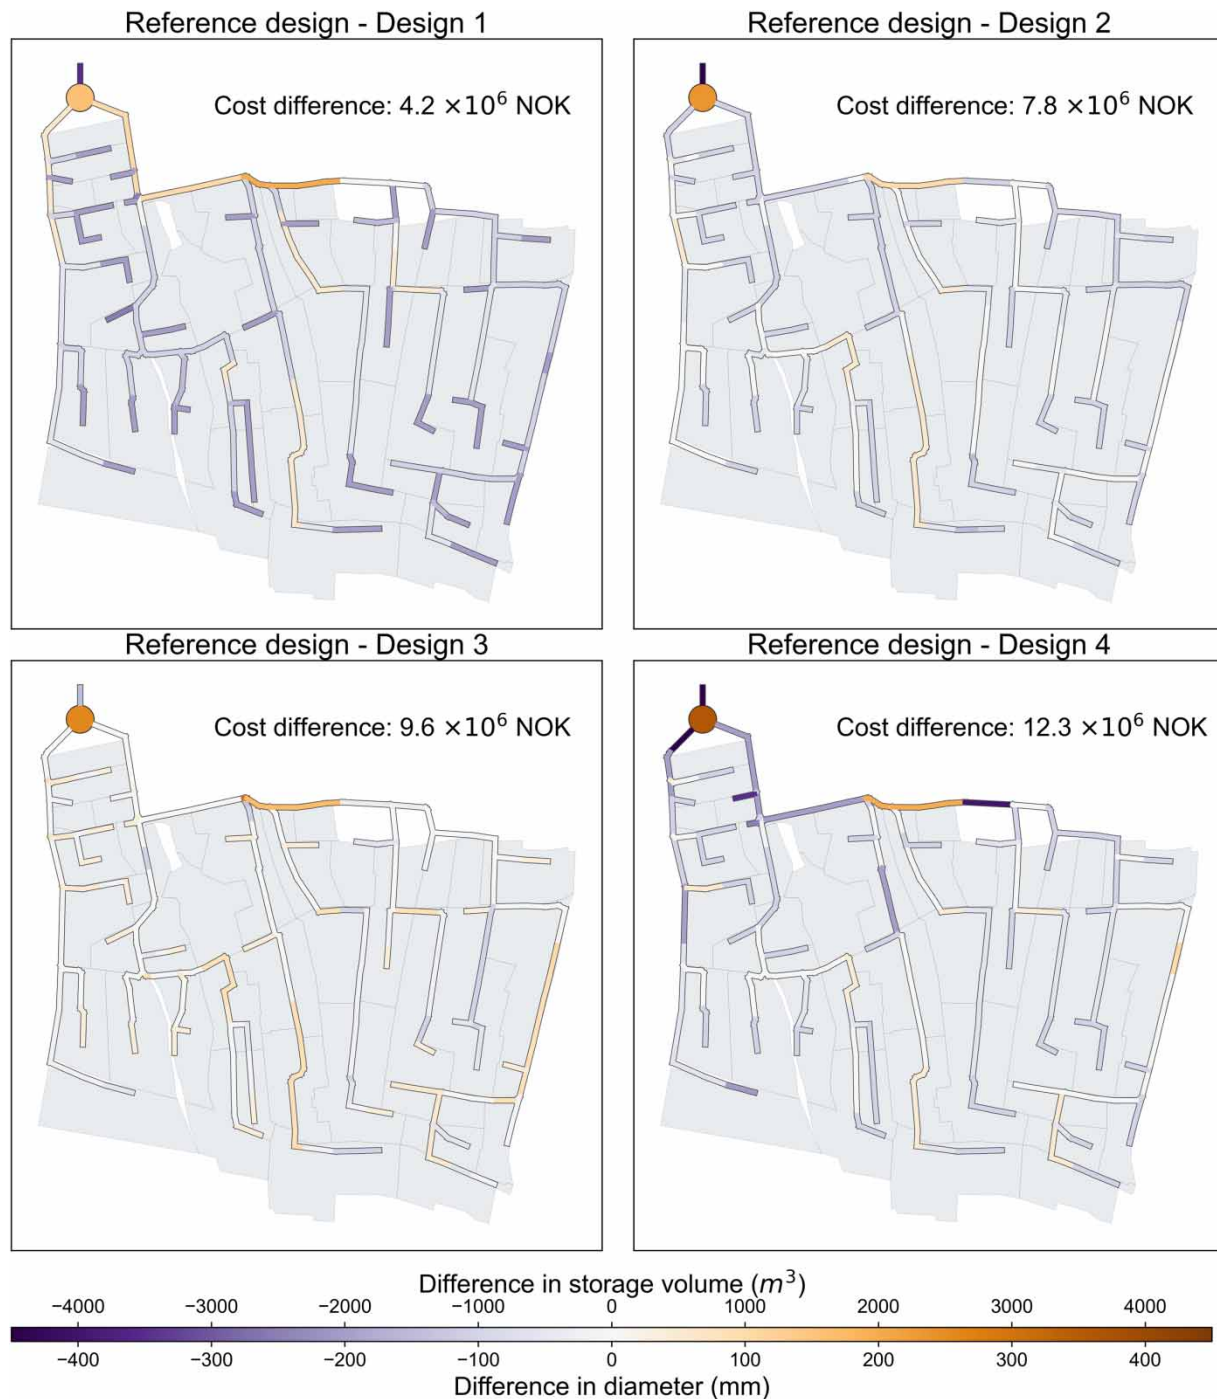 Reference design - Design 1
Reference design - Design 2
Cost difference: 4.2 ×10⁶ NOK
Cost difference: 7.8 ×10⁶ NOK
Reference design - Design 3
Reference design - Design 4
Cost difference: 9.6 ×10⁶ NOK
Cost difference: 12.3 ×10⁶ NOK
Difference in storage volume (m³)
−4000 −3000 −2000 −1000 0 1000 2000 3000 4000
−400 −300 −200 −100 0 100 200 300 400
Difference in diameter (mm)